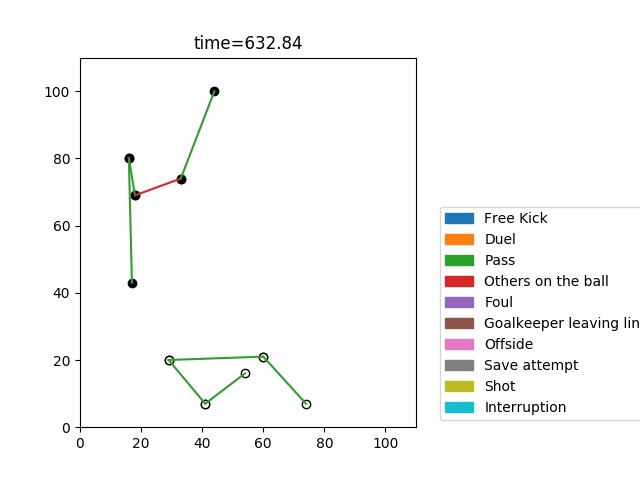 time=632.84
100
80
60
40
20
0
0 20 40 60 80 100
Free Kick
Duel
Pass
Others on the ball
Foul
Goalkeeper leaving lin
Offside
Save attempt
Shot
Interruption